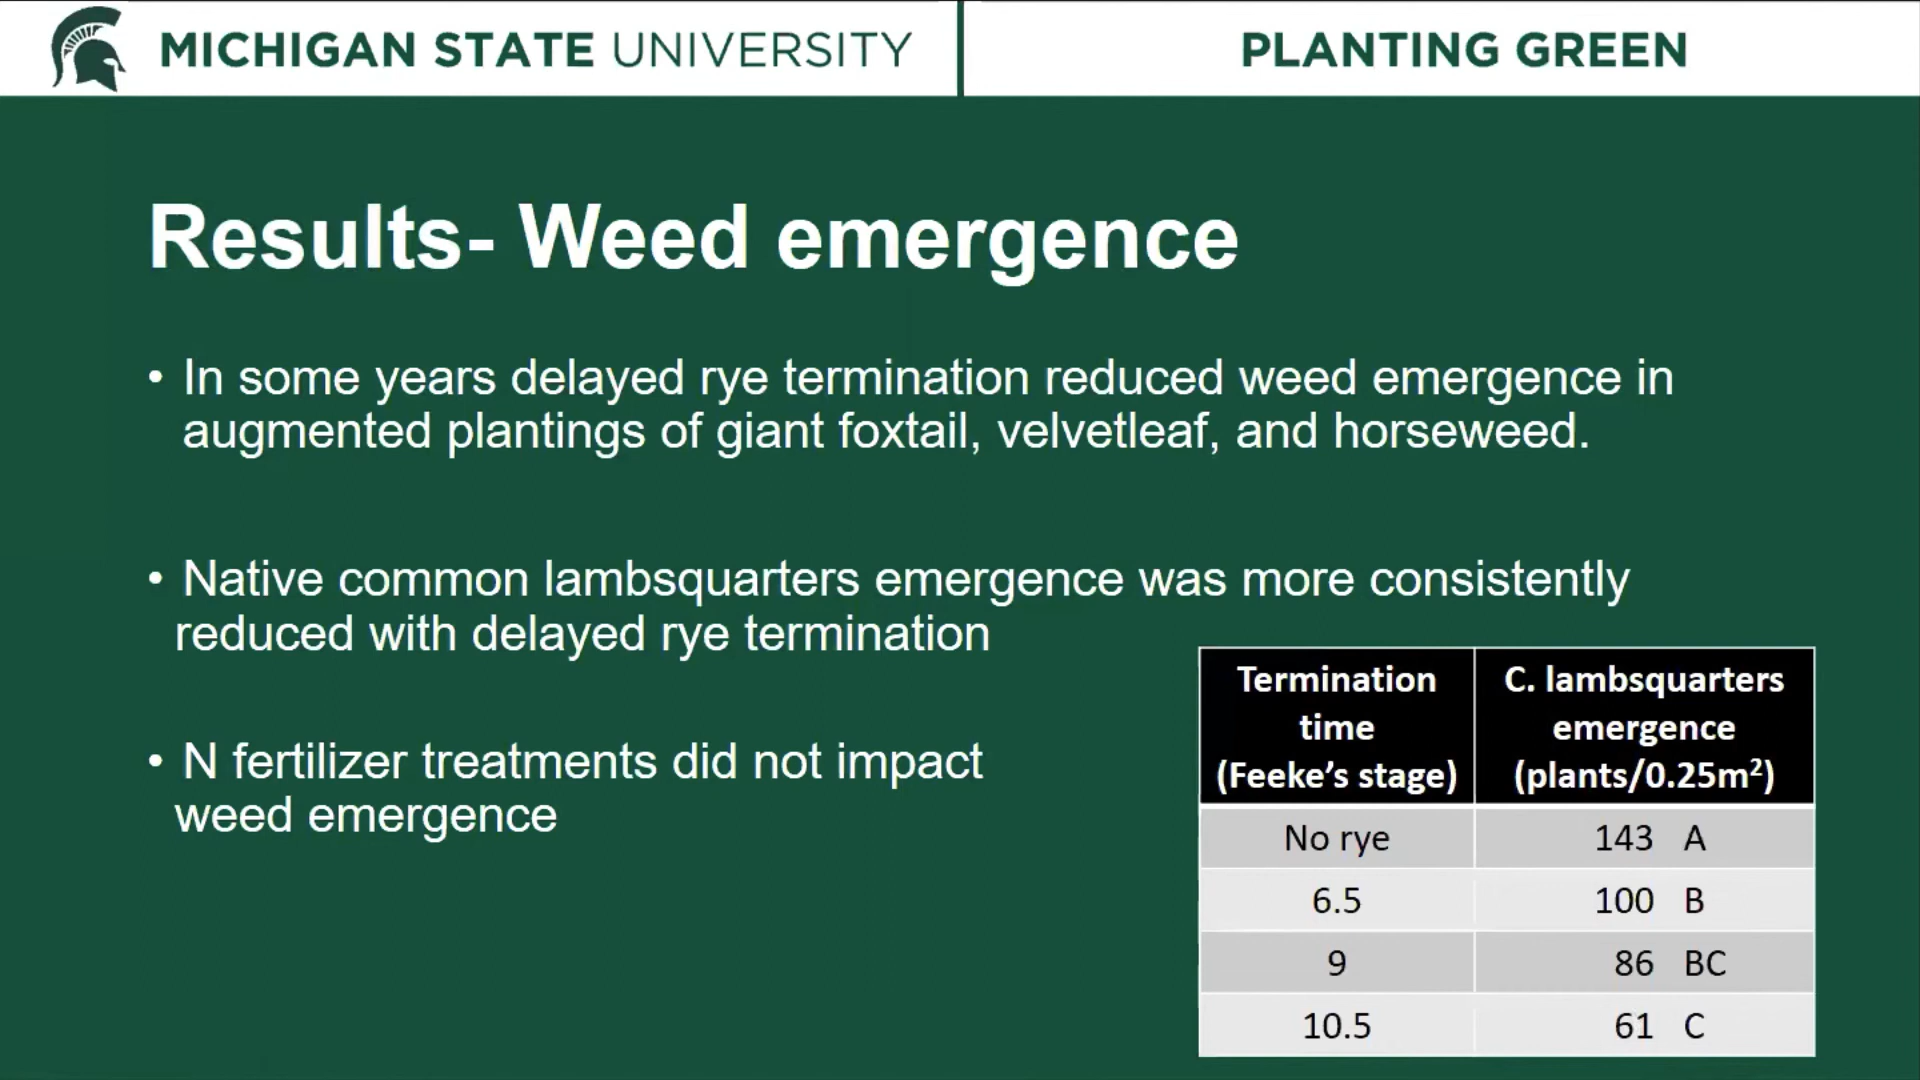 MICHIGAN STATE UNIVERSITY
PLANTING GREEN
Results- Weed emergence
• In some years delayed rye termination reduced weed emergence in
augmented plantings of giant foxtail, velvetleaf, and horseweed.
• Native common lambsquarters emergence was more consistently
reduced with delayed rye termination
• N fertilizer treatments did not impact
weed emergence
Termination time (Feeke’s stage) C. lambsquarters emergence (plants/0.25m²)
No rye 143 A
6.5 100 B
9 86 BC
10.5 61 C